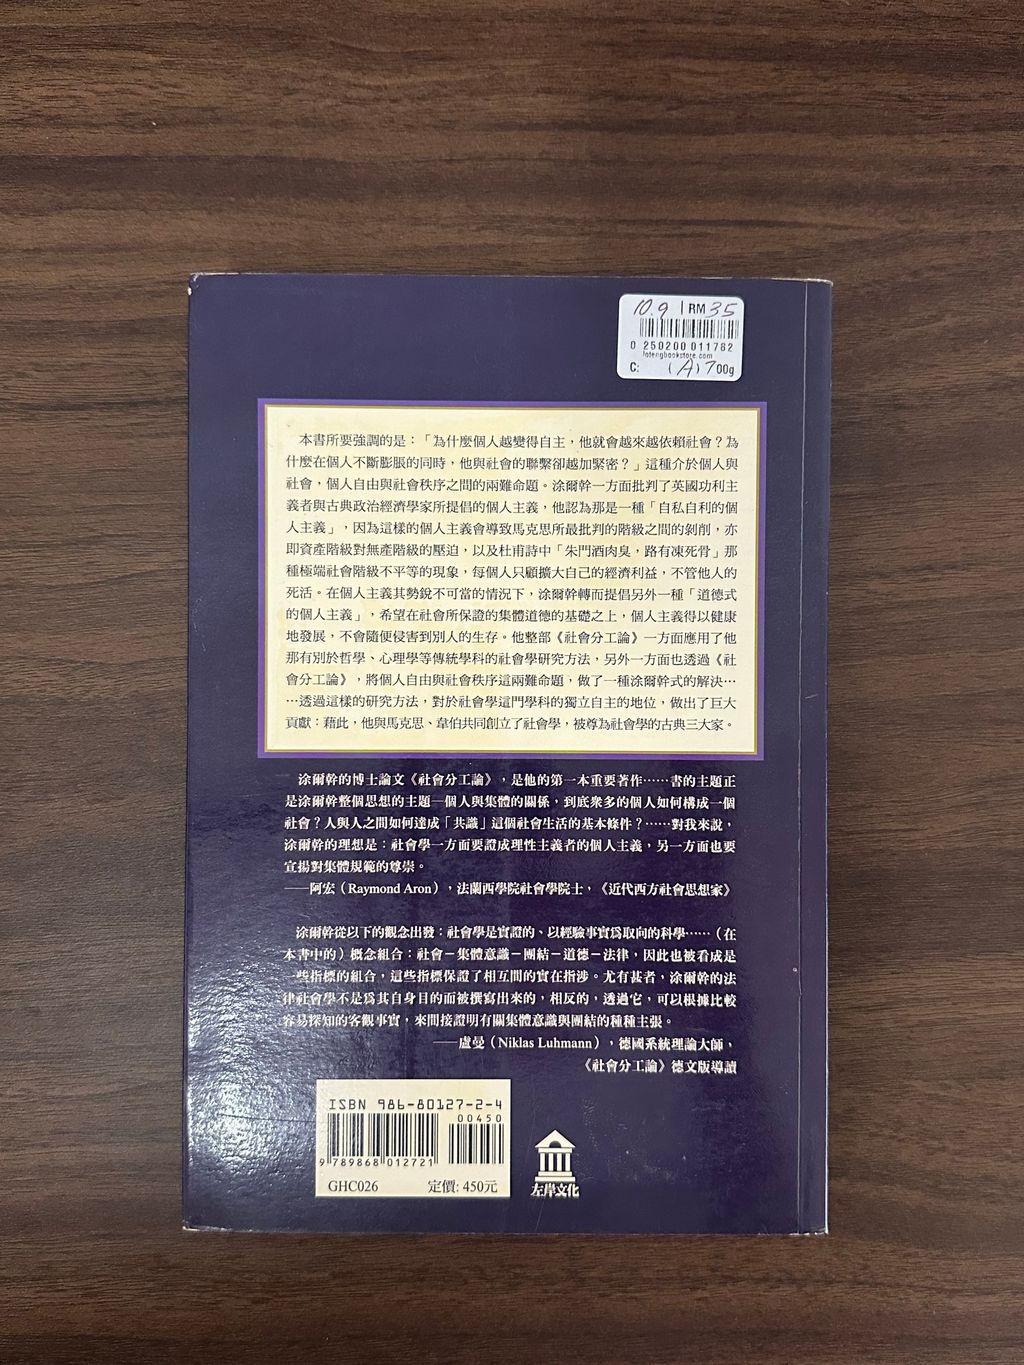 10.9 | RM 35
0 250200 011782
lotengbookstore.com
C: (A) 700g
本書所要強調的是：「為什麼個人越變得自主，他就會越來越依賴社會？為
什麼在個人不斷膨脹的同時，他與社會的聯繫卻越加緊密？」這種介於個人與
社會，個人自由與社會秩序之間的兩難命題。涂爾幹一方面批判了英國功利主
義者與古典政治經濟學家所提倡的個人主義，他認為那是一種「自私自利的個
人主義」，因為這樣的個人主義會導致馬克思所最批判的階級之間的剝削，亦
即資產階級對無產階級的壓迫，以及杜甫詩中「朱門酒肉臭，路有凍死骨」那
種極端社會階級不平等的現象，每個人只顧擴大自己的經濟利益，不管他人的
死活。在個人主義其勢銳不可當的情況下，涂爾幹轉而提倡另外一種「道德式
的個人主義」，希望在社會所保證的集體道德的基礎之上，個人主義得以健康
地發展，不會隨便侵害到別人的生存。他整部《社會分工論》一方面應用了他
那有別於哲學、心理學等傳統學科的社會學研究方法，另外一方面也透過《社
會分工論》，將個人自由與社會秩序這兩難命題，做了一種涂爾幹式的解決…
…透過這樣的研究方法，對於社會學這門學科的獨立自主的地位，做出了巨大
貢獻：藉此，他與馬克思、韋伯共同創立了社會學，被尊為社會學的古典三大家。
涂爾幹的博士論文《社會分工論》，是他的第一本重要著作……書的主題正
是涂爾幹整個思想的主題─個人與集體的關係，到底衆多的個人如何構成一個
社會？人與人之間如何達成「共識」這個社會生活的基本條件？……對我來說，
涂爾幹的理想是：社會學一方面要證成理性主義者的個人主義，另一方面也要
宣揚對集體規範的尊崇。
——阿宏（Raymond Aron），法蘭西學院社會學院士，《近代西方社會思想家》
涂爾幹從以下的觀念出發：社會學是實證的、以經驗事實爲取向的科學……（在
本書中的）概念組合：社會－集體意識－團結－道德－法律，因此也被看成是
一些指標的組合，這些指標保證了相互間的實在指涉。尤有甚者，涂爾幹的法
律社會學不是爲其自身目的而被撰寫出來的，相反的，透過它，可以根據比較
容易探知的客觀事實，來間接證明有關集體意識與團結的種種主張。
——盧曼（Niklas Luhmann），德國系統理論大師，
《社會分工論》德文版導讀
ISBN 986-80127-2-4
00450
9 789868 012721
GHC026 定價: 450元
左岸文化